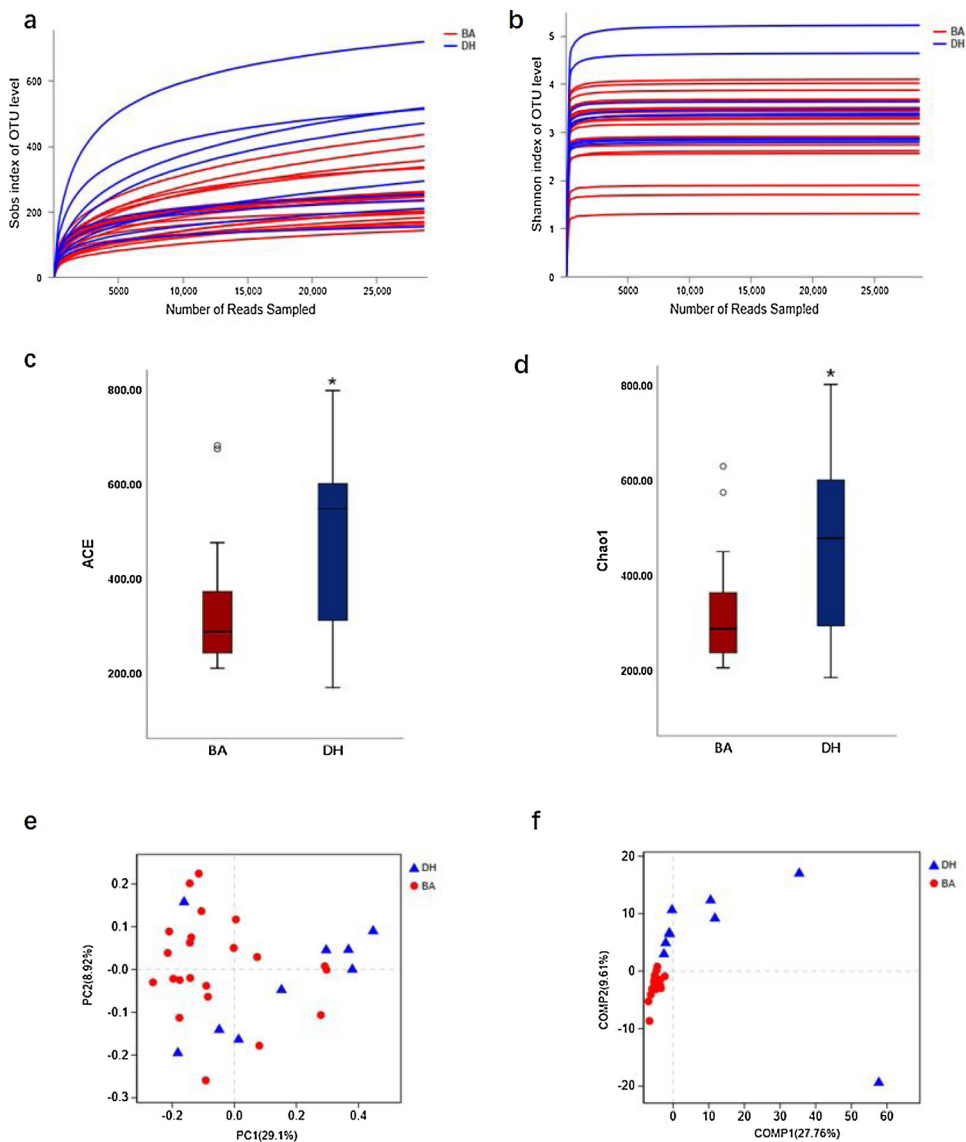 a
BA
DH
Sobs index of OTU level
600
400
200
0
5000
10,000
15,000
20,000
25,000
Number of Reads Sampled
b
BA
DH
Shannon index of OTU level
5
4
3
2
1
0
5000
10,000
15,000
20,000
25,000
Number of Reads Sampled
c
*
ACE
800.00
600.00
400.00
200.00
BA
DH
d
*
Chao1
800.00
600.00
400.00
200.00
BA
DH
e
DH
BA
PC2(8.92%)
0.2
0.1
-0.0
-0.1
-0.2
-0.3
-0.2
0.0
0.2
0.4
PC1(29.1%)
f
DH
BA
COMP2(9.61%)
20
10
0
-10
-20
0
10
20
30
40
50
60
COMP1(27.76%)